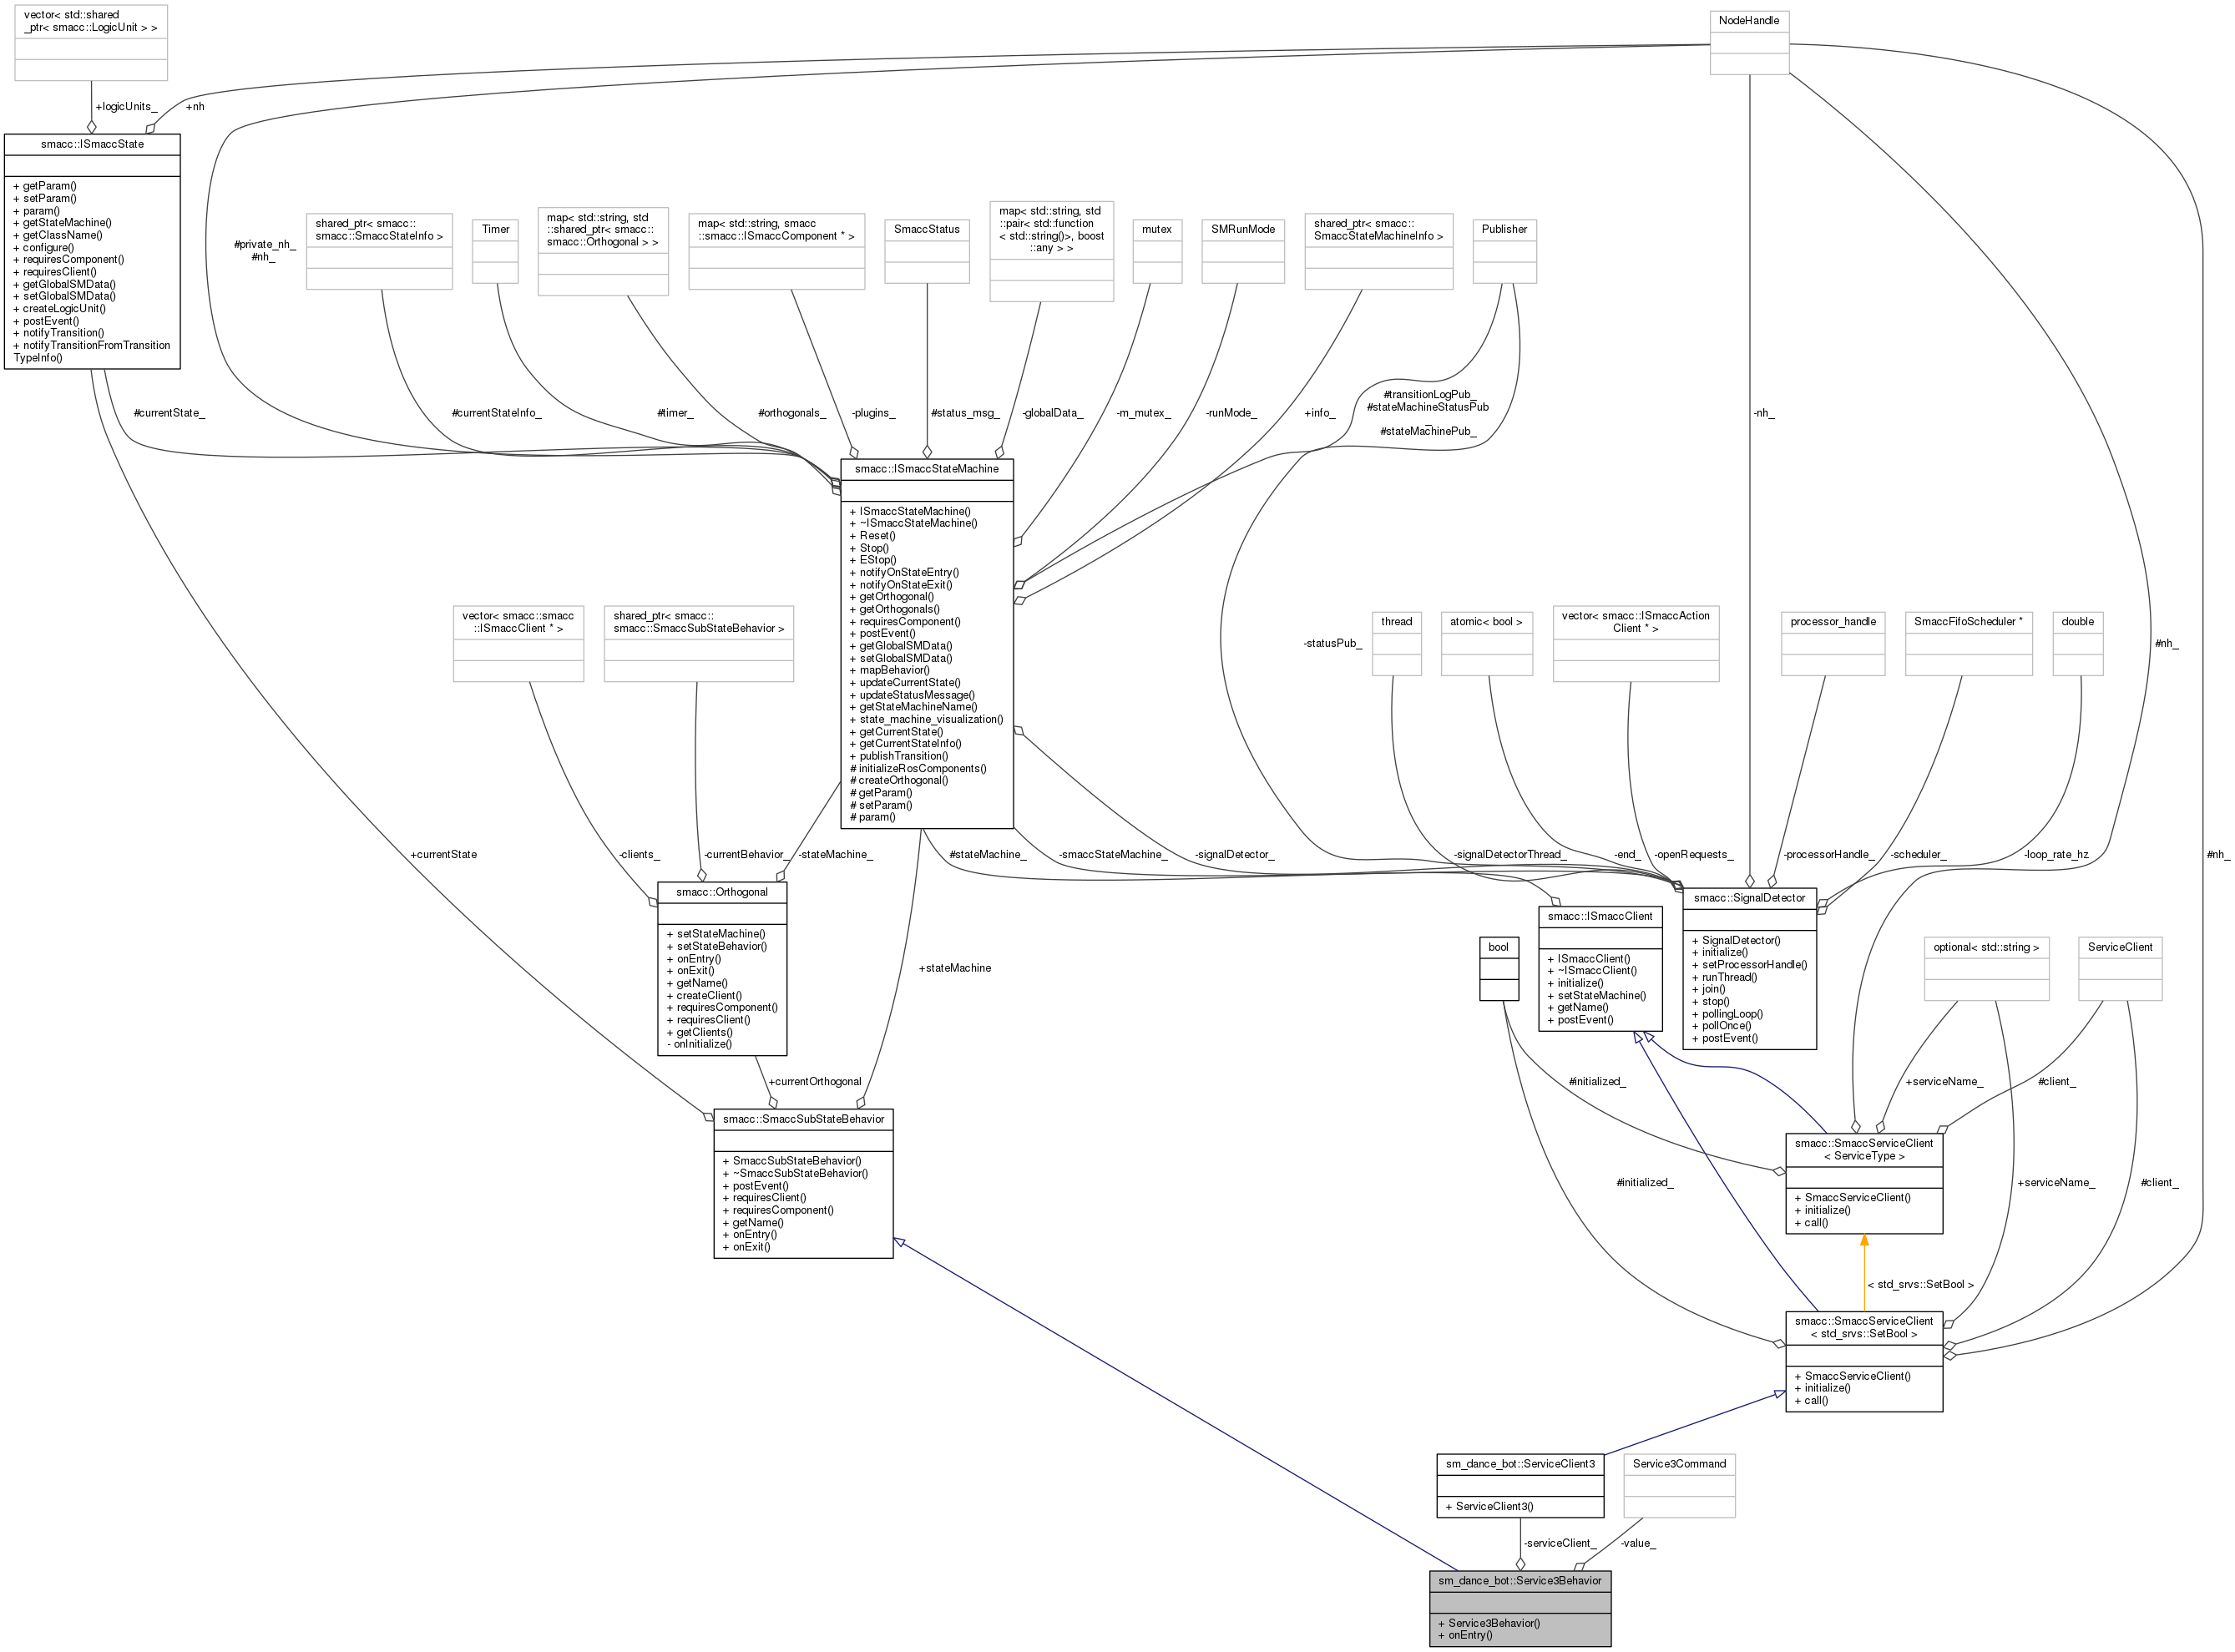 vector< std::shared
_ptr< smacc::LogicUnit > >
NodeHandle
+logicUnits_
+nh
smacc::ISmaccState
+ getParam()
+ setParam()
+ param()
+ getStateMachine()
+ getClassName()
+ configure()
+ requiresComponent()
+ requiresClient()
+ getGlobalSMData()
+ setGlobalSMData()
+ createLogicUnit()
+ postEvent()
+ notifyTransition()
+ notifyTransitionFromTransition
TypeInfo()
#private_nh_
#nh_
shared_ptr< smacc::
smacc::SmaccStateInfo >
Timer
map< std::string, std
::shared_ptr< smacc::
smacc::Orthogonal > >
map< std::string, smacc
::smacc::ISmaccComponent * >
SmaccStatus
map< std::string, std
::pair< std::function
< std::string()>, boost
::any > >
mutex
SMRunMode
shared_ptr< smacc::
SmaccStateMachineInfo >
Publisher
#currentState_
#currentStateInfo_
#timer_
#orthogonals_
-plugins_
#status_msg_
-globalData_
-m_mutex_
-runMode_
+info_
#transitionLogPub_
#stateMachineStatusPub
_
#stateMachinePub_
-nh_
smacc::ISmaccStateMachine
+ ISmaccStateMachine()
+ ~ISmaccStateMachine()
+ Reset()
+ Stop()
+ EStop()
+ notifyOnStateEntry()
+ notifyOnStateExit()
+ getOrthogonal()
+ getOrthogonals()
+ requiresComponent()
+ postEvent()
+ getGlobalSMData()
+ setGlobalSMData()
+ mapBehavior()
+ updateCurrentState()
+ updateStatusMessage()
+ getStateMachineName()
+ state_machine_visualization()
+ getCurrentState()
+ getCurrentStateInfo()
+ publishTransition()
# initializeRosComponents()
# createOrthogonal()
# getParam()
# setParam()
# param()
vector< smacc::smacc
::ISmaccClient * >
shared_ptr< smacc::
smacc::SmaccSubStateBehavior >
-statusPub_
thread
atomic< bool >
vector< smacc::ISmaccAction
Client * >
processor_handle
SmaccFifoScheduler *
double
#nh_
+currentState
-clients_
-currentBehavior_
-stateMachine_
#stateMachine_
-smaccStateMachine_
-signalDetector_
-signalDetectorThread_
-end_
-openRequests_
-processorHandle_
-scheduler_
-loop_rate_hz
#nh_
smacc::Orthogonal
+ setStateMachine()
+ setStateBehavior()
+ onEntry()
+ onExit()
+ getName()
+ createClient()
+ requiresComponent()
+ requiresClient()
+ getClients()
- onInitialize()
+stateMachine
bool
smacc::ISmaccClient
+ ISmaccClient()
+ ~ISmaccClient()
+ initialize()
+ setStateMachine()
+ getName()
+ postEvent()
smacc::SignalDetector
+ SignalDetector()
+ initialize()
+ setProcessorHandle()
+ runThread()
+ join()
+ stop()
+ pollingLoop()
+ pollOnce()
+ postEvent()
optional< std::string >
ServiceClient
+currentOrthogonal
#initialized_
+serviceName_
#client_
smacc::SmaccSubStateBehavior
+ SmaccSubStateBehavior()
+ ~SmaccSubStateBehavior()
+ postEvent()
+ requiresClient()
+ requiresComponent()
+ getName()
+ onEntry()
+ onExit()
smacc::SmaccServiceClient
< ServiceType >
+ SmaccServiceClient()
+ initialize()
+ call()
#initialized_
+serviceName_
#client_
< std_srvs::SetBool >
smacc::SmaccServiceClient
< std_srvs::SetBool >
+ SmaccServiceClient()
+ initialize()
+ call()
sm_dance_bot::ServiceClient3
+ ServiceClient3()
Service3Command
-serviceClient_
-value_
sm_dance_bot::Service3Behavior
+ Service3Behavior()
+ onEntry()